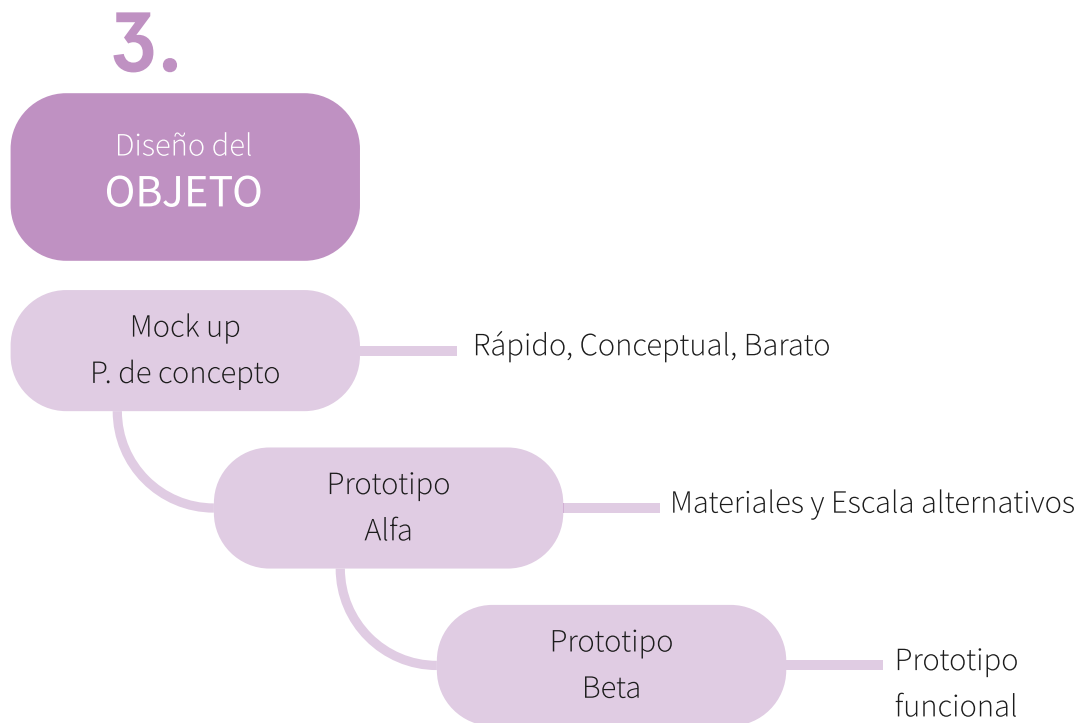 3.
Diseño del
OBJETO
Mock up
P. de concepto
Rápido, Conceptual, Barato
Prototipo
Alfa
Materiales y Escala alternativos
Prototipo
Beta
Prototipo
funcional